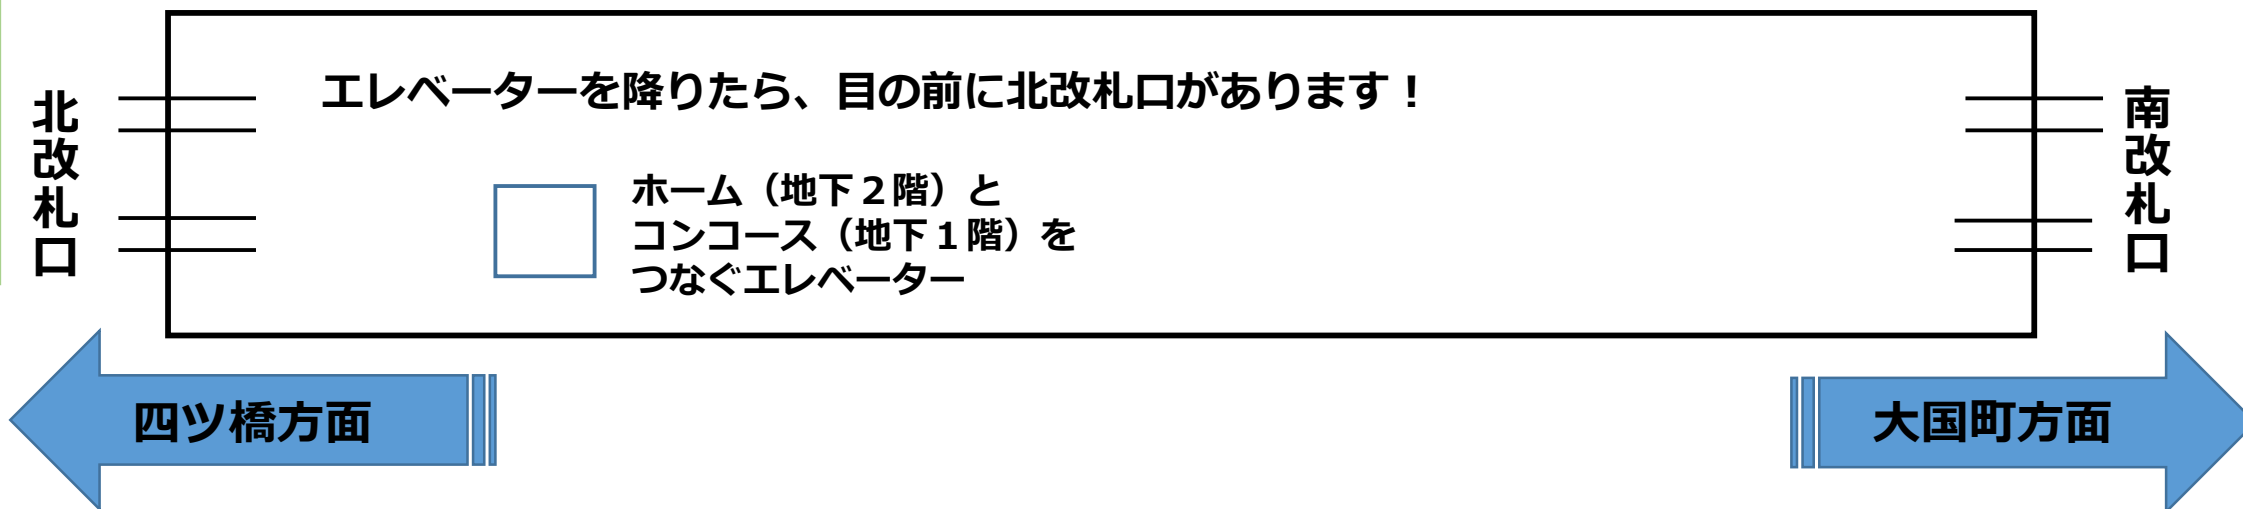 エレベーターを降りたら、目の前に北改札口があります！
北改札口
南改札口
ホーム（地下２階）と
コンコース（地下１階）を
つなぐエレベーター
四ツ橋方面
大国町方面